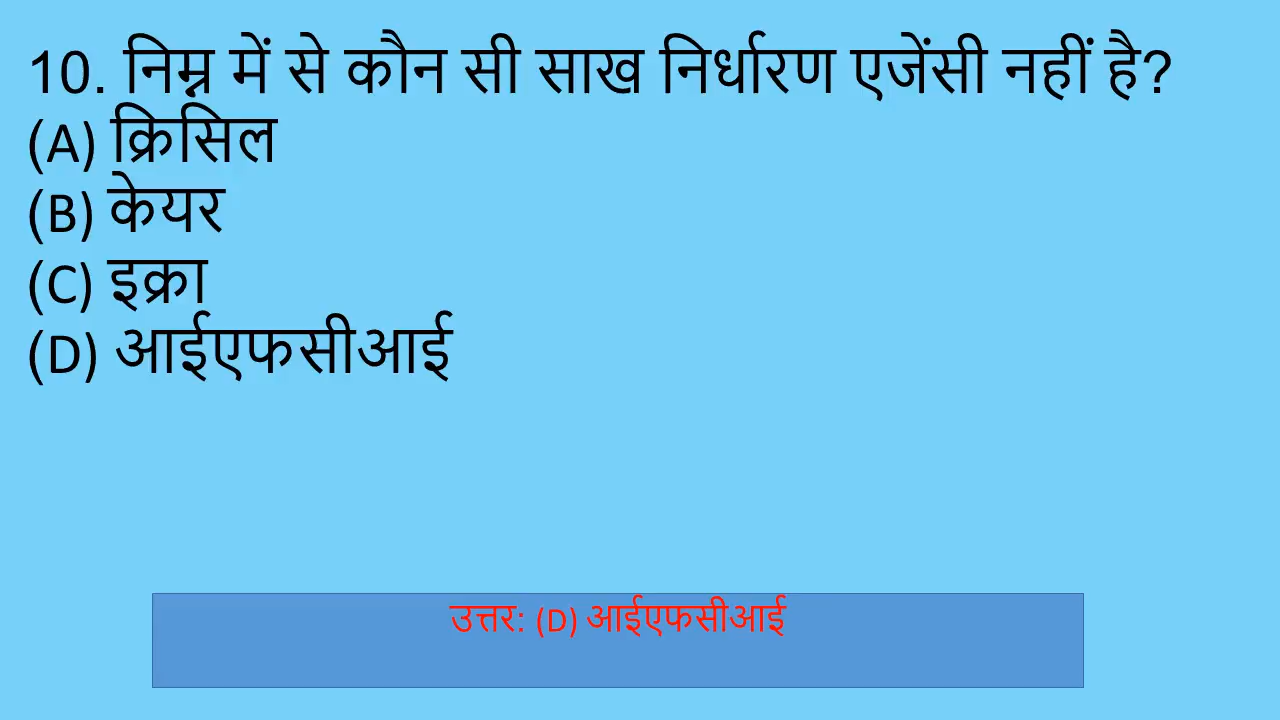 10. निम्न में से कौन सी साख निर्धारण एजेंसी नहीं है?
(A) क्रिसिल
(B) केयर
(C) इक्रा
(D) आईएफसीआई
उत्तर: (D) आईएफसीआई